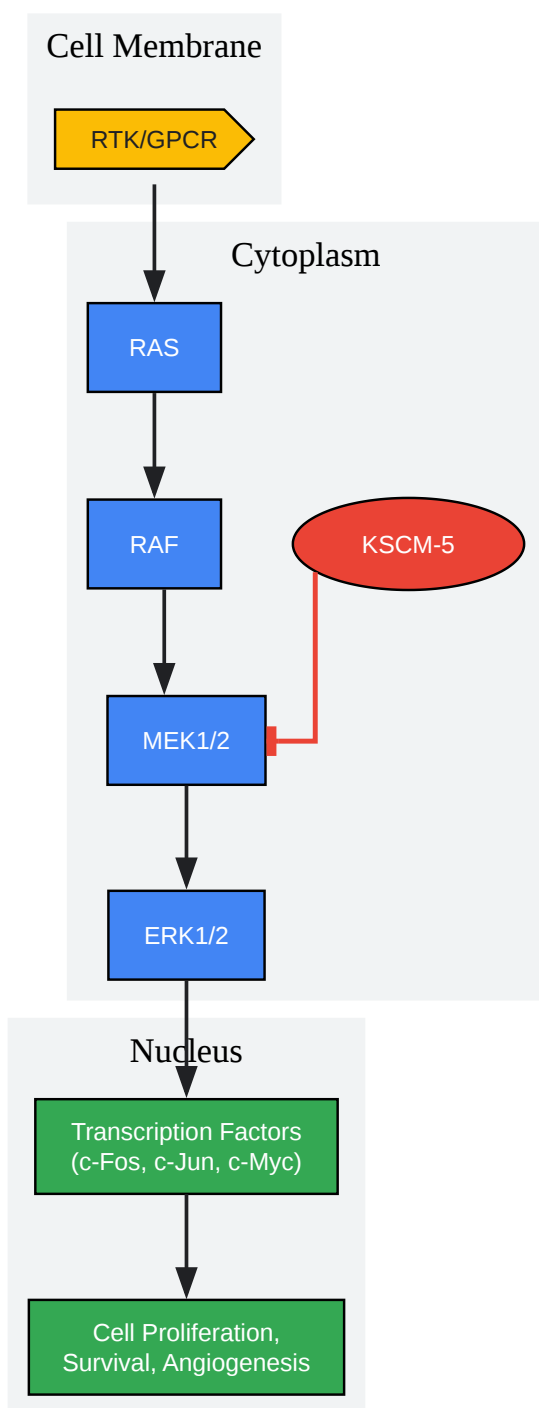 Cell Membrane
RTK/GPCR
Cytoplasm
RAS
RAF
KSCM-5
MEK1/2
ERK1/2
Nucleus
Transcription Factors
(c-Fos, c-Jun, c-Myc)
Cell Proliferation,
Survival, Angiogenesis